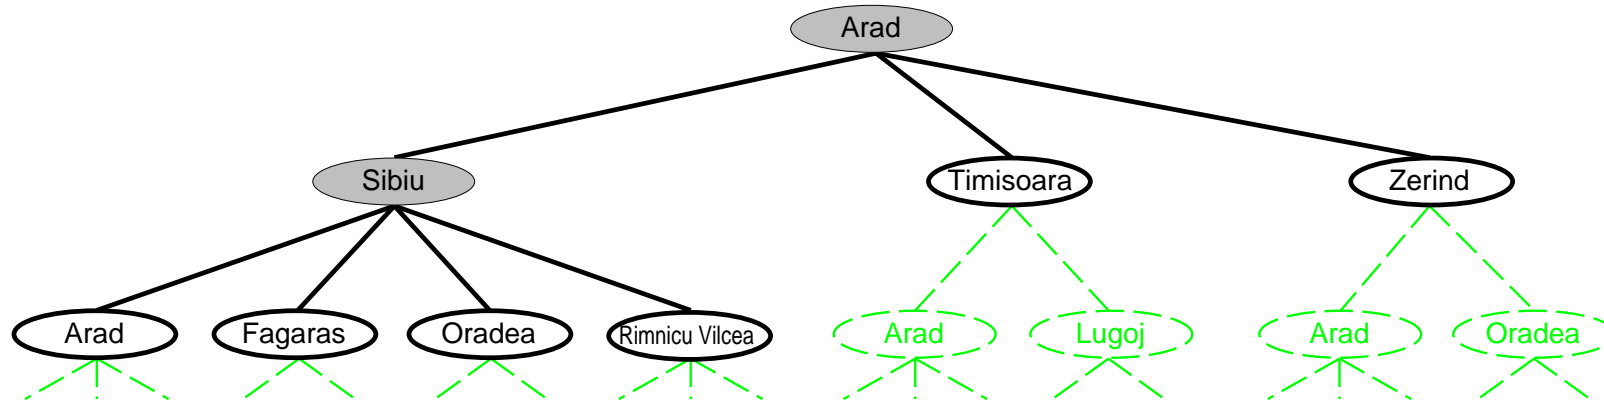 Arad
Sibiu
Timisoara
Zerind
Arad
Fagaras
Oradea
Rimnicu Vilcea
Arad
Lugoj
Arad
Oradea